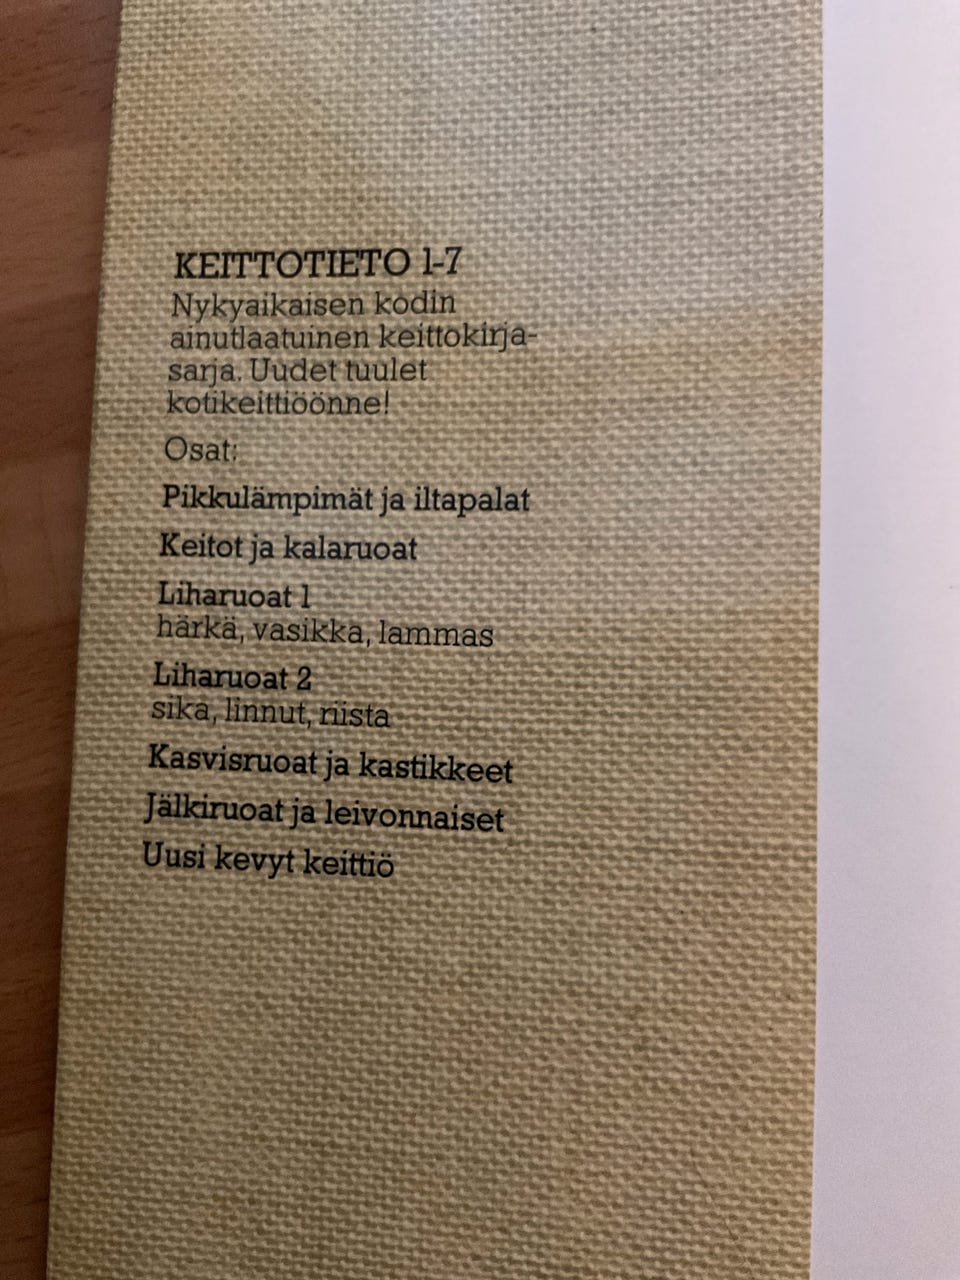 KEITTOTIETO 1-7
Nykyaikaisen kodin
ainutlaatuinen keittokirja-
sarja. Uudet tuulet
kotikeittiöönne!
Osat:
Pikkulämpimät ja iltapalat
Keitot ja kalaruoat
Liharuoat 1
härkä, vasikka, lammas
Liharuoat 2
sika, linnut, riista
Kasvisruoat ja kastikkeet
Jälkiruoat ja leivonnaiset
Uusi kevyt keittiö